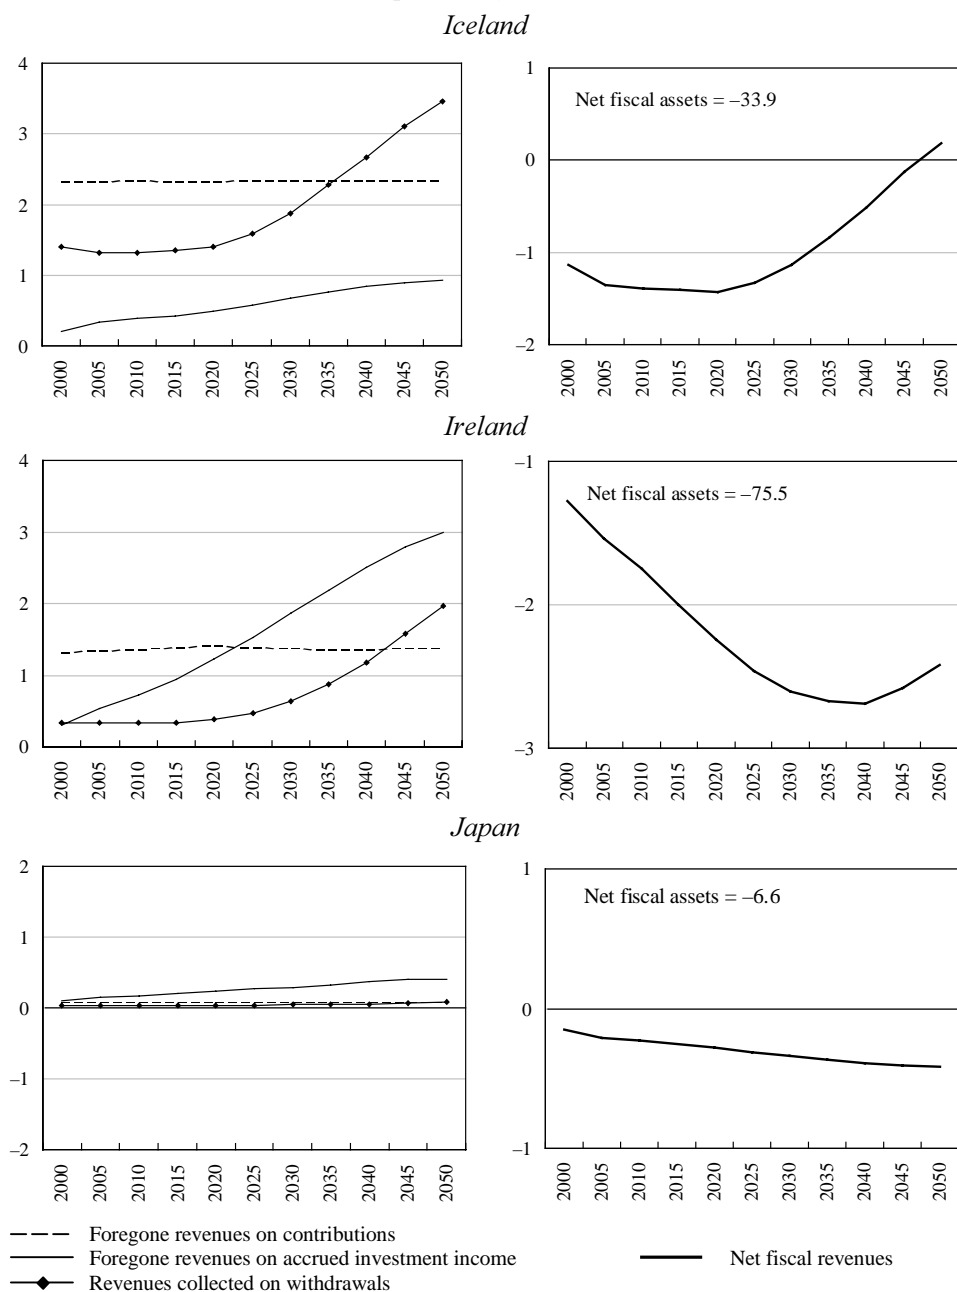 Iceland
4
3
2
1
0
2000 2005 2010 2015 2020 2025 2030 2035 2040 2045 2050
Net fiscal assets = –33.9
1
0
–1
–2
2000 2005 2010 2015 2020 2025 2030 2035 2040 2045 2050
Ireland
4
3
2
1
0
2000 2005 2010 2015 2020 2025 2030 2035 2040 2045 2050
Net fiscal assets = –75.5
–1
–2
–3
2000 2005 2010 2015 2020 2025 2030 2035 2040 2045 2050
Japan
2
1
0
–1
–2
2000 2005 2010 2015 2020 2025 2030 2035 2040 2045 2050
Net fiscal assets = –6.6
1
0
–1
2000 2005 2010 2015 2020 2025 2030 2035 2040 2045 2050
Foregone revenues on contributions
Foregone revenues on accrued investment income
Revenues collected on withdrawals
Net fiscal revenues